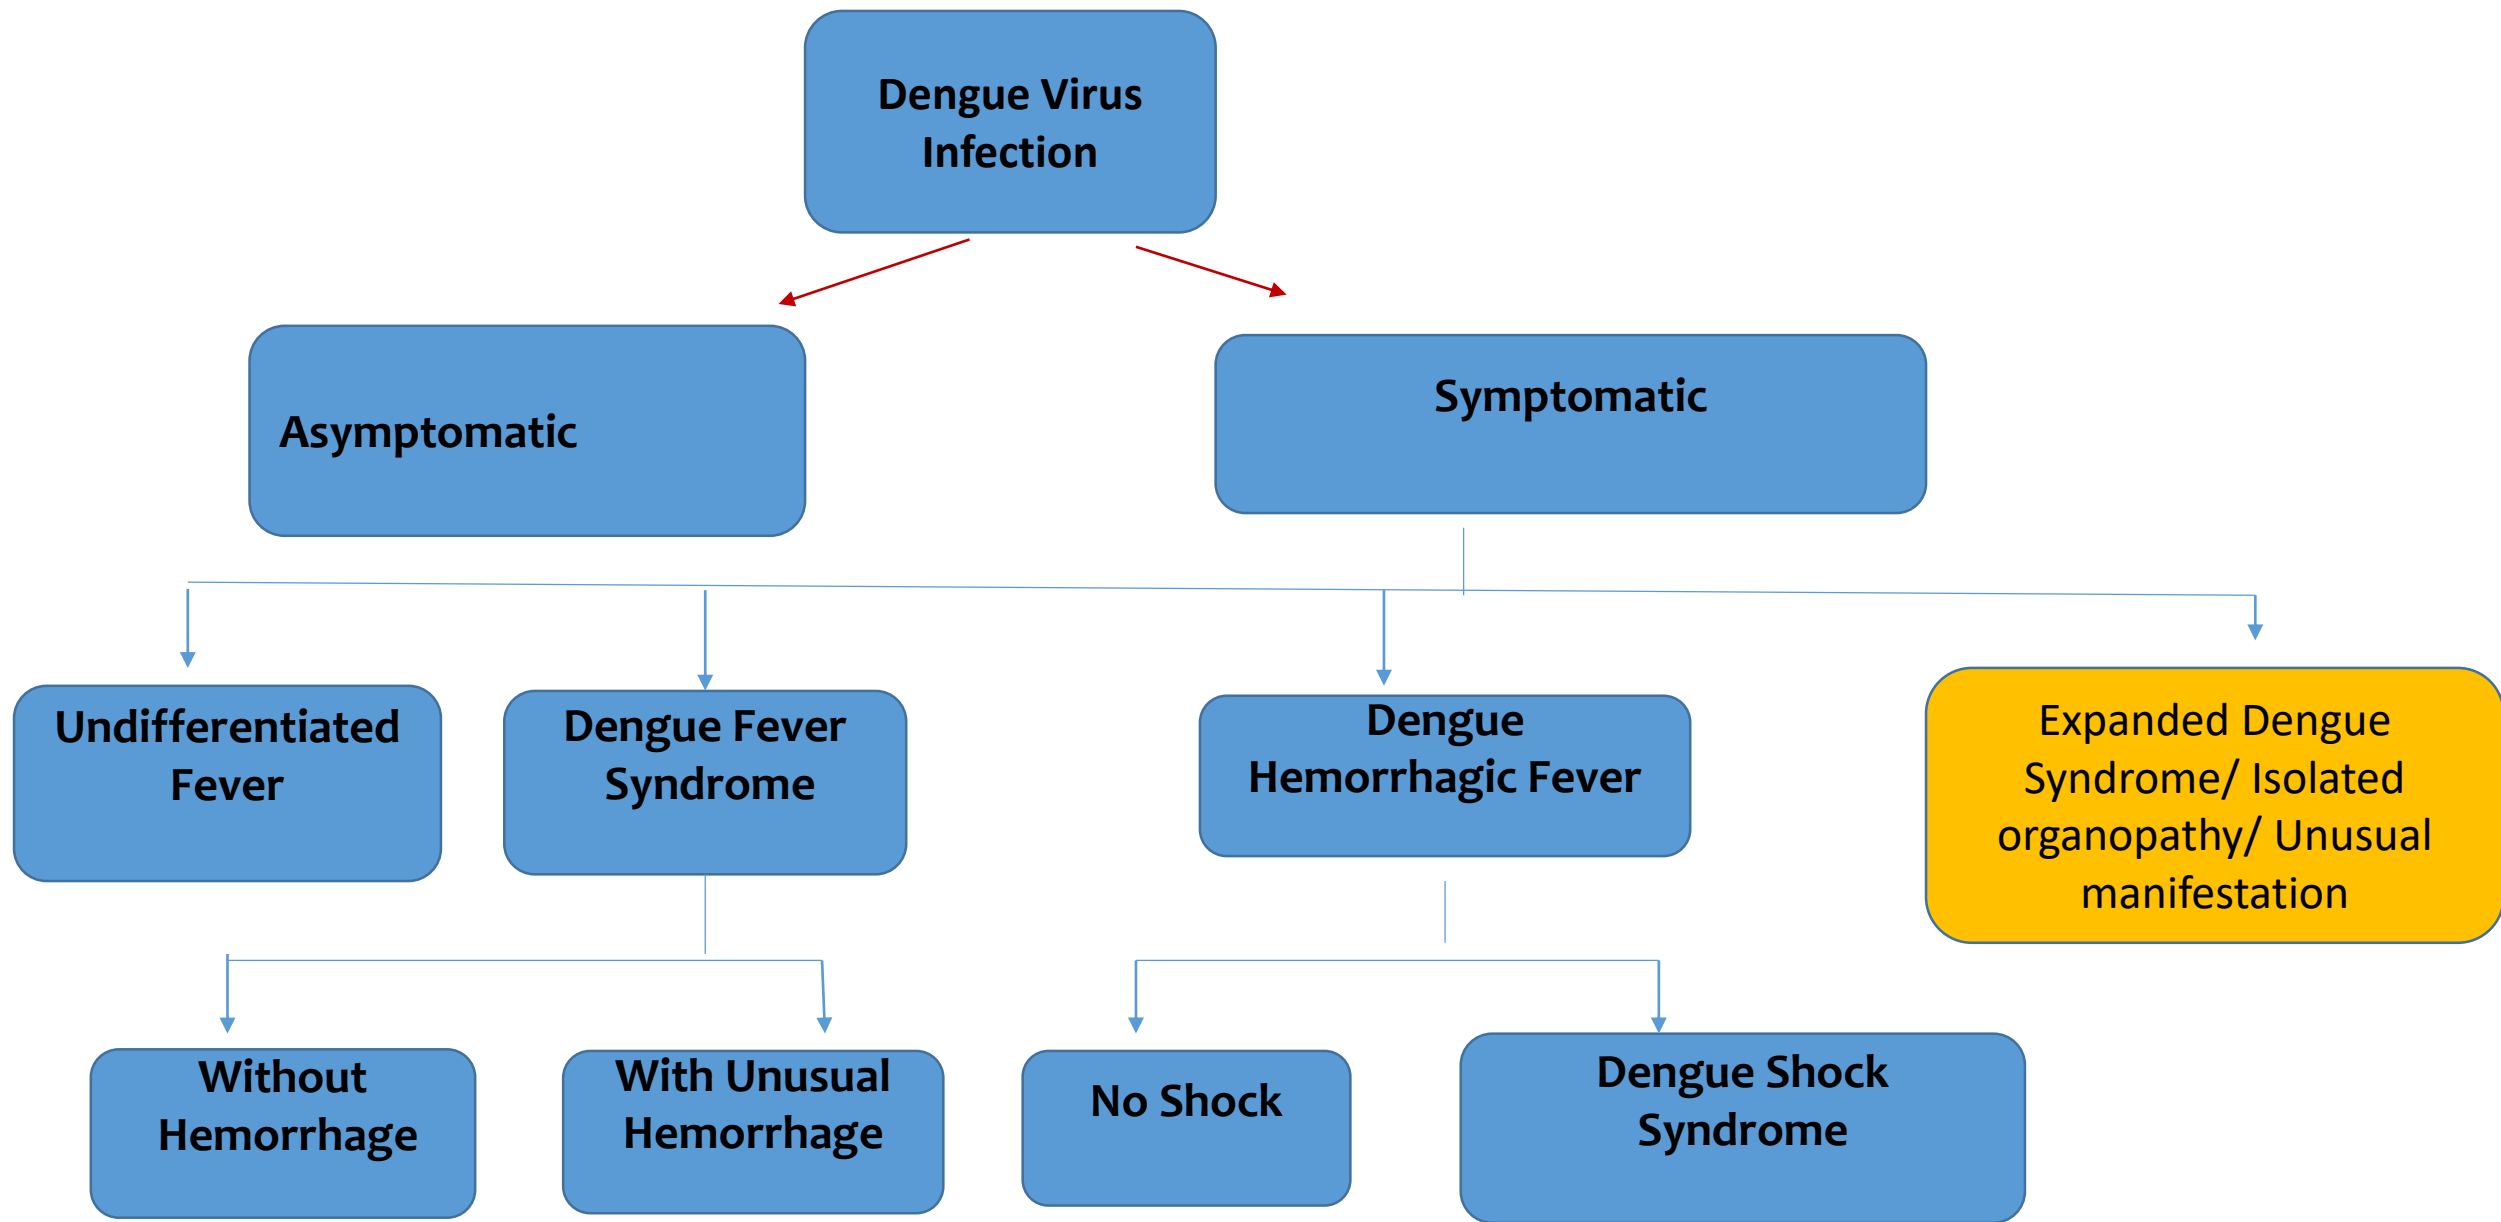 Dengue Virus
Infection
Asymptomatic
Symptomatic
Undifferentiated
Fever
Dengue Fever
Syndrome
Dengue
Hemorrhagic Fever
Expanded Dengue
Syndrome/ Isolated
organopathy/ Unusual
manifestation
Without
Hemorrhage
With Unusual
Hemorrhage
No Shock
Dengue Shock
Syndrome